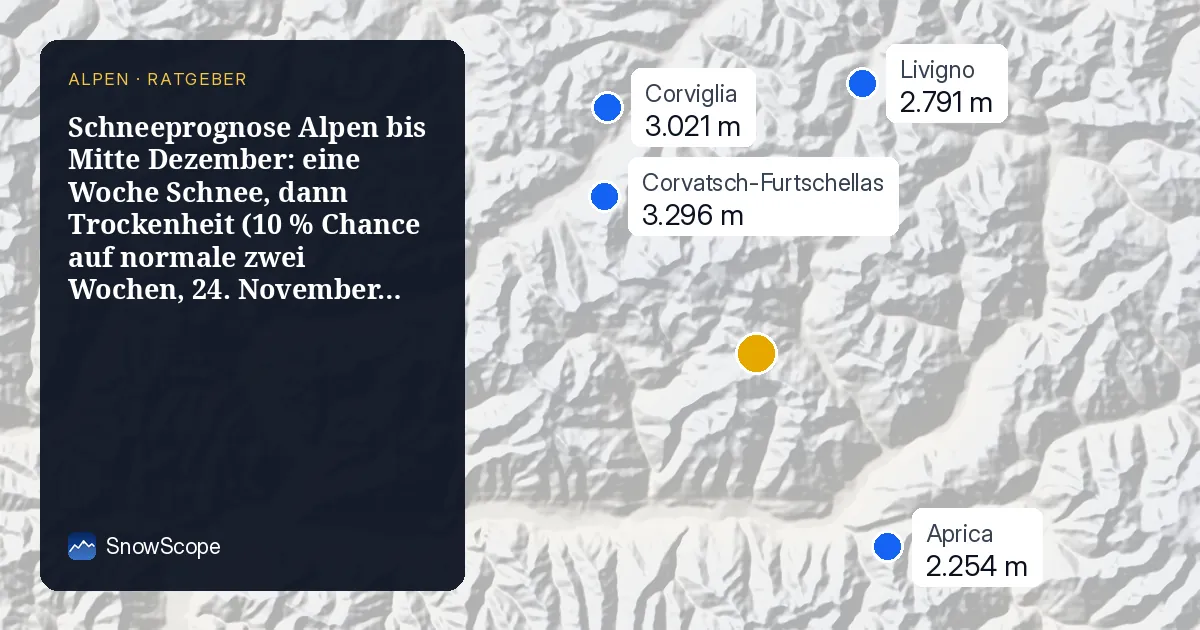 ALPEN · RATGEBER
Schneeprognose Alpen bis
Mitte Dezember: eine
Woche Schnee, dann
Trockenheit (10 % Chance
auf normale zwei
Wochen, 24. November...
SnowScope
Corviglia
3.021 m
Livigno
2.791 m
Corvatsch-Furtschellas
3.296 m
Aprica
2.254 m